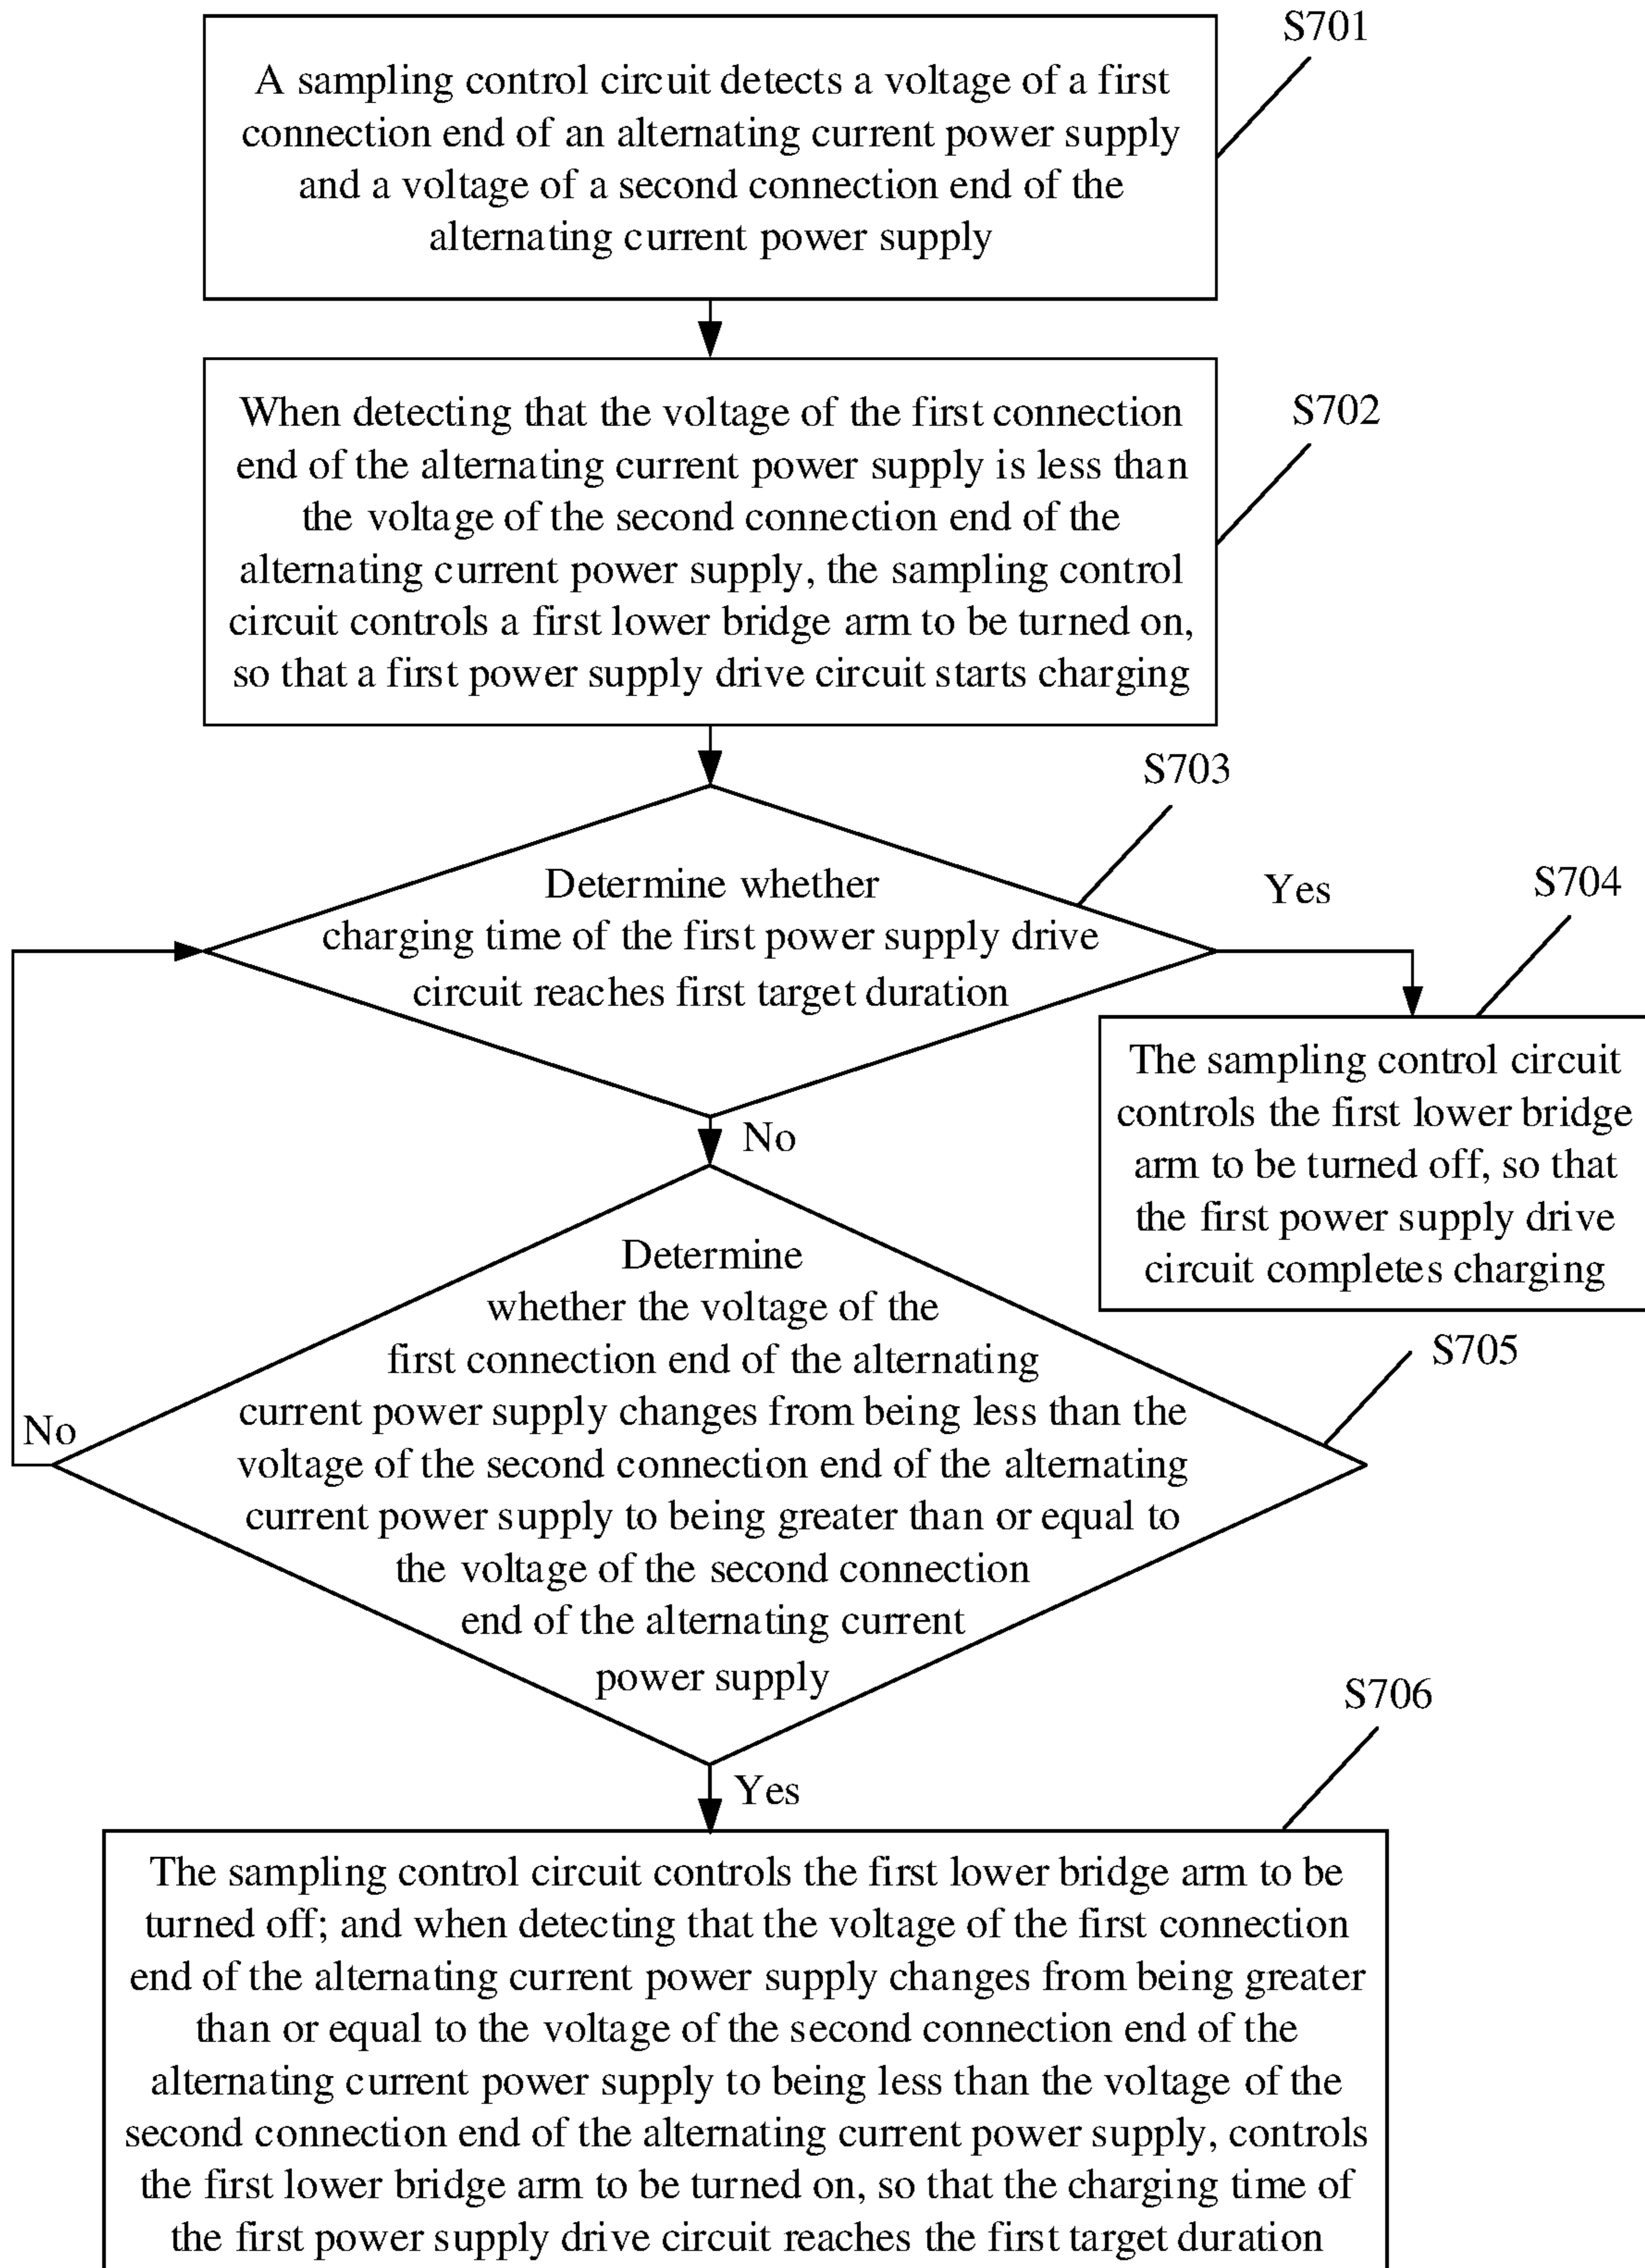 S701
A sampling control circuit detects a voltage of a first
connection end of an alternating current power supply
and a voltage of a second connection end of the
alternating current power supply
S702
When detecting that the voltage of the first connection
end of the alternating current power supply is less than
the voltage of the second connection end of the
alternating current power supply, the sampling control
circuit controls a first lower bridge arm to be turned on,
so that a first power supply drive circuit starts charging
S703
Determine whether
charging time of the first power supply drive
circuit reaches first target duration
Yes
S704
The sampling control circuit
controls the first lower bridge
arm to be turned off, so that
the first power supply drive
circuit completes charging
No
S705
Determine
whether the voltage of the
first connection end of the alternating
current power supply changes from being less than the
voltage of the second connection end of the alternating
current power supply to being greater than or equal to
the voltage of the second connection
end of the alternating current
power supply
No
Yes
S706
The sampling control circuit controls the first lower bridge arm to be
turned off; and when detecting that the voltage of the first connection
end of the alternating current power supply changes from being greater
than or equal to the voltage of the second connection end of the
alternating current power supply to being less than the voltage of the
second connection end of the alternating current power supply, controls
the first lower bridge arm to be turned on, so that the charging time of
the first power supply drive circuit reaches the first target duration